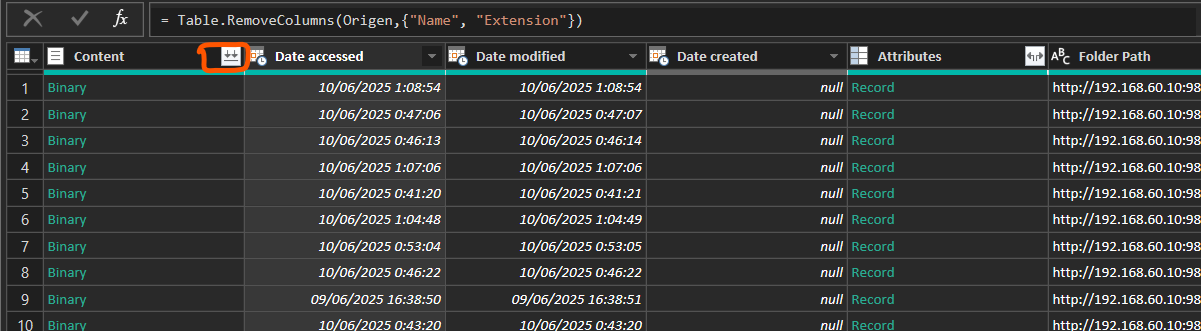 fx = Table.RemoveColumns(Origen,{"Name", "Extension"})
Content Date accessed Date modified Date created Attributes ABC Folder Path
1 Binary 10/06/2025 1:08:54 10/06/2025 1:08:54 null Record http://192.168.60.10:98
2 Binary 10/06/2025 0:47:06 10/06/2025 0:47:07 null Record http://192.168.60.10:98
3 Binary 10/06/2025 0:46:13 10/06/2025 0:46:14 null Record http://192.168.60.10:98
4 Binary 10/06/2025 1:07:06 10/06/2025 1:07:06 null Record http://192.168.60.10:98
5 Binary 10/06/2025 0:41:20 10/06/2025 0:41:21 null Record http://192.168.60.10:98
6 Binary 10/06/2025 1:04:48 10/06/2025 1:04:49 null Record http://192.168.60.10:98
7 Binary 10/06/2025 0:53:04 10/06/2025 0:53:05 null Record http://192.168.60.10:98
8 Binary 10/06/2025 0:46:22 10/06/2025 0:46:22 null Record http://192.168.60.10:98
9 Binary 09/06/2025 16:38:50 09/06/2025 16:38:51 null Record http://192.168.60.10:98
10 Binary 10/06/2025 0:43:20 10/06/2025 0:43:20 null Record http://192.168.60.10:98